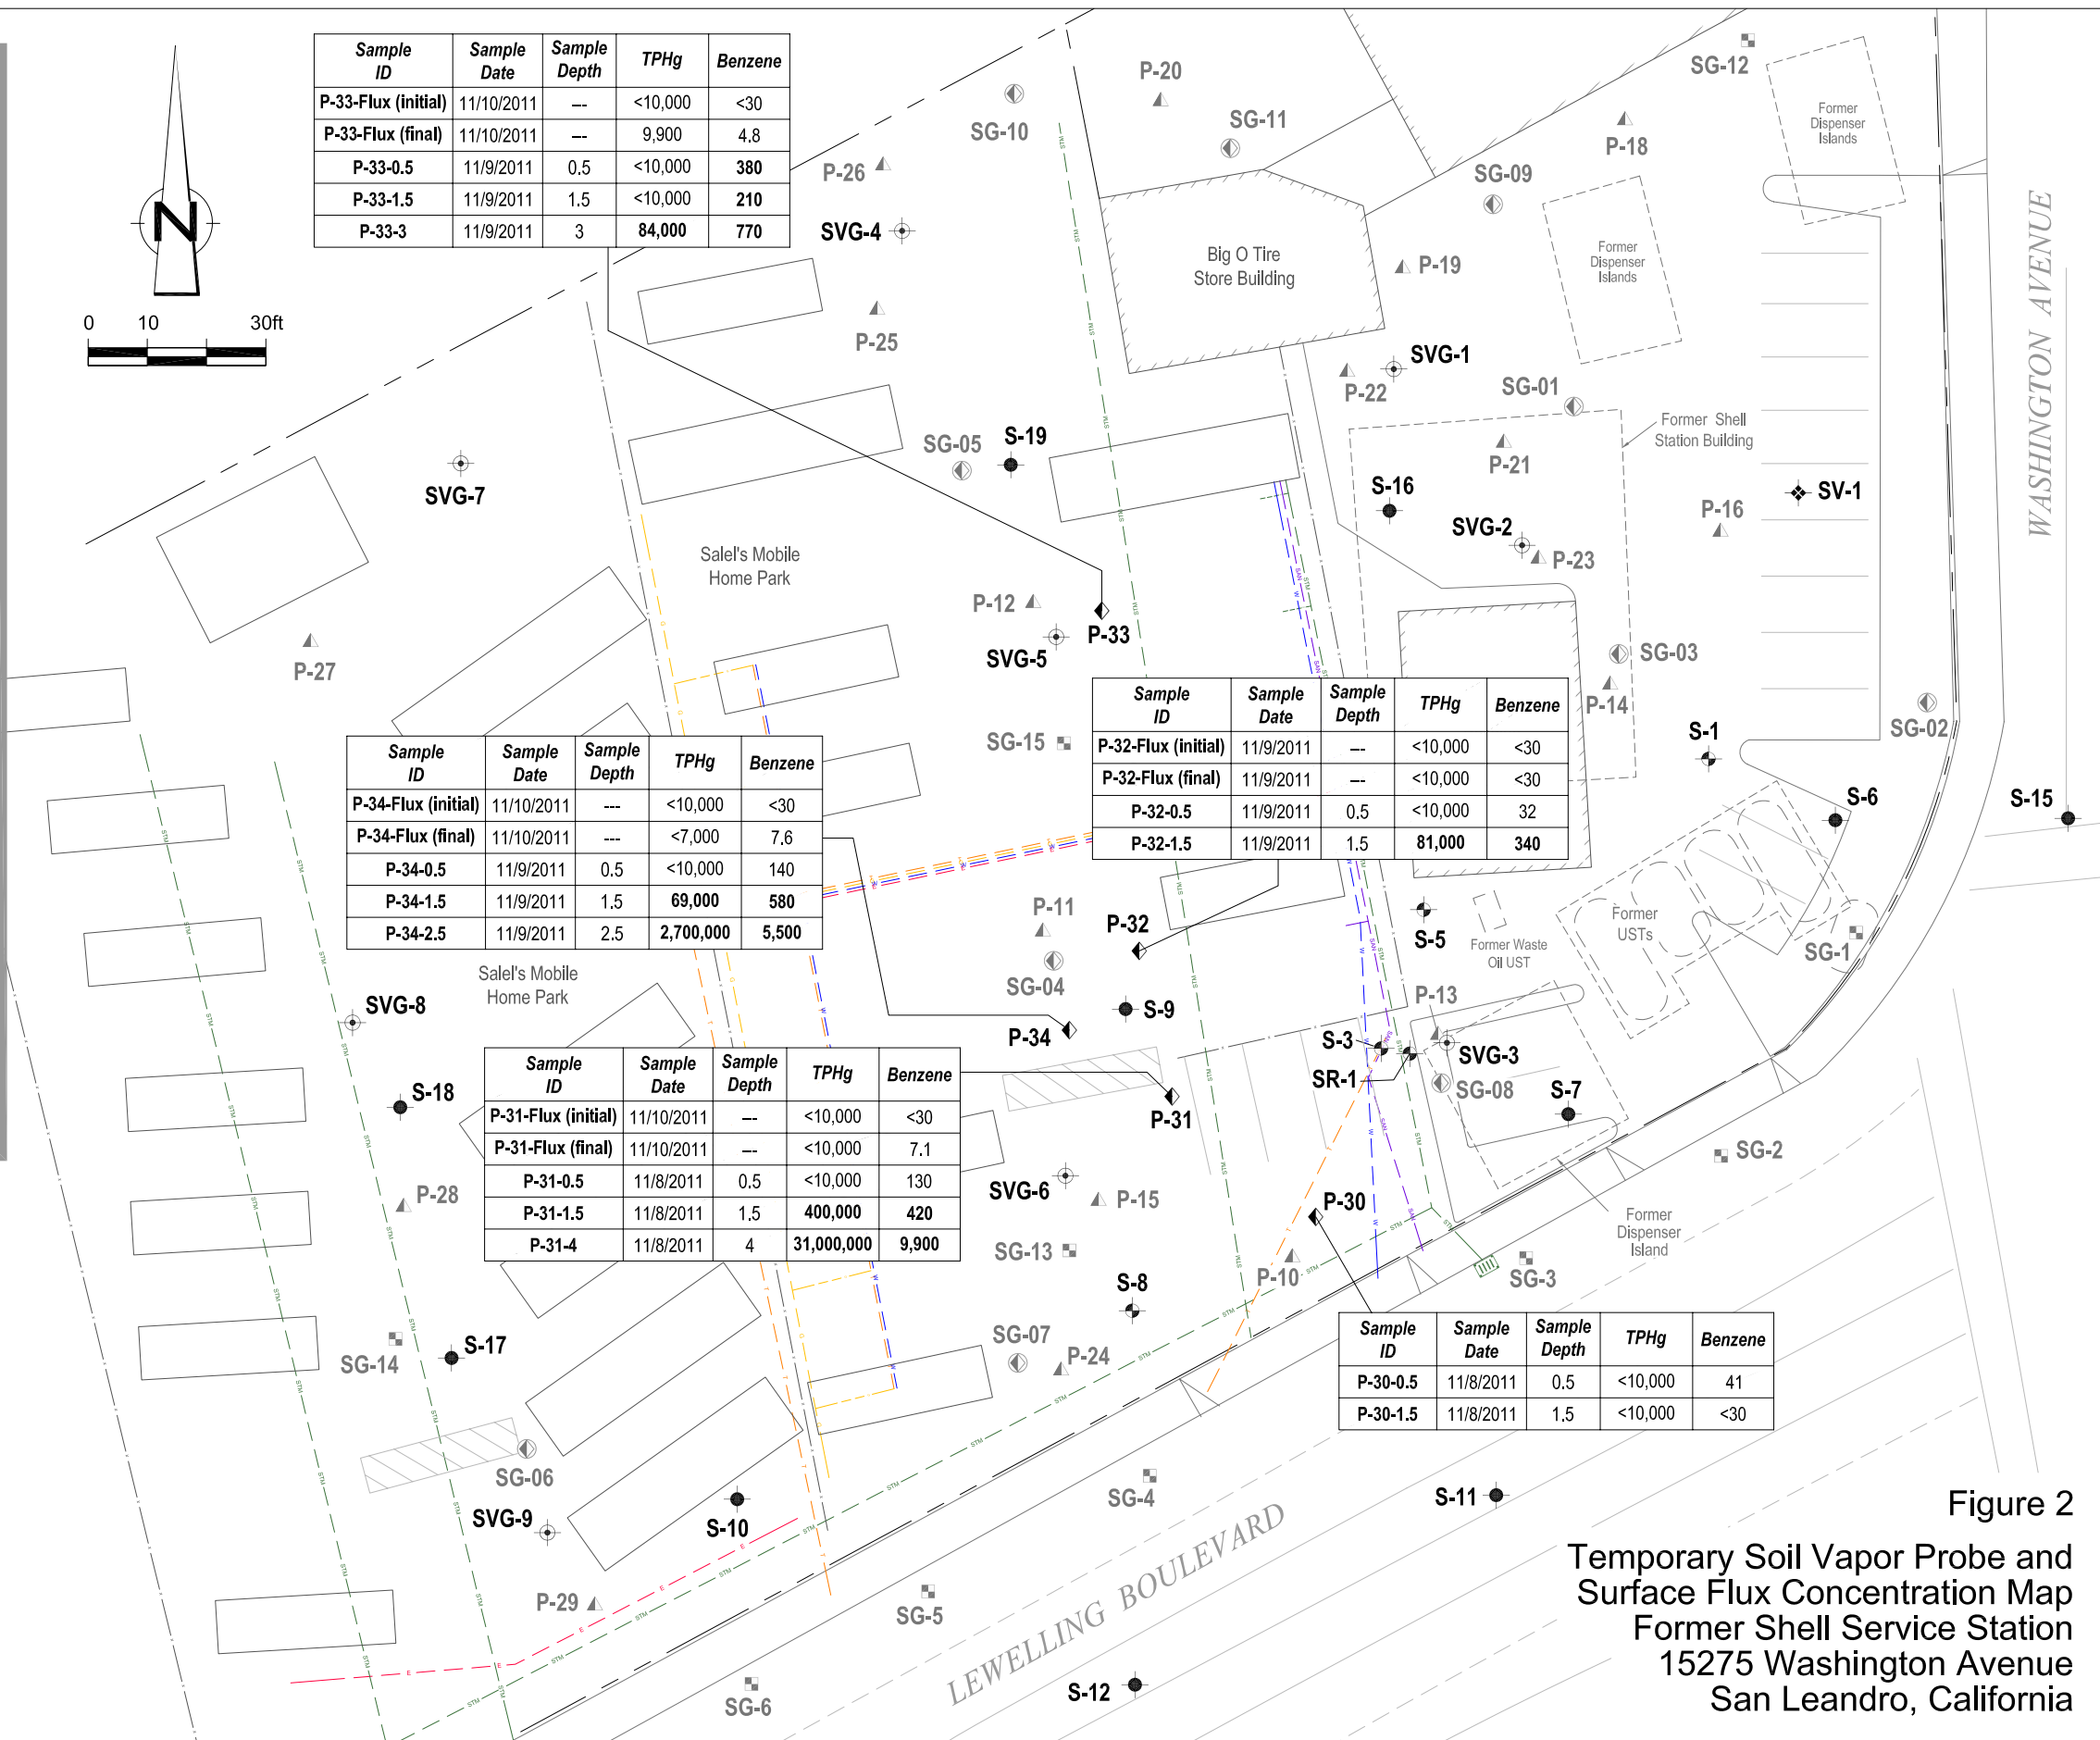 Sample ID | Sample Date | Sample Depth | TPHg | Benzene
P-33-Flux (initial) | 11/10/2011 | --- | <10,000 | <30
P-33-Flux (final) | 11/10/2011 | --- | 9,900 | 4.8
P-33-0.5 | 11/9/2011 | 0.5 | <10,000 | 380
P-33-1.5 | 11/9/2011 | 1.5 | <10,000 | 210
P-33-3 | 11/9/2011 | 3 | 84,000 | 770
N
0 10 30ft
SG-10
P-20
SG-11
SG-12
P-18
Former
Dispenser
Islands
P-26
SVG-4
SG-09
P-19
Big O Tire
Store Building
Former
Dispenser
Islands
WASHINGTON AVENUE
P-25
SVG-1
P-22
SG-01
Former Shell
Station Building
SG-05
S-19
P-21
SVG-7
S-16
SV-1
P-16
SVG-2
P-23
Salel's Mobile
Home Park
P-12
P-33
SVG-5
P-27
SG-03
P-14
SG-02
SG-15
S-1
S-6
S-15
Sample ID | Sample Date | Sample Depth | TPHg | Benzene
P-32-Flux (initial) | 11/9/2011 | --- | <10,000 | <30
P-32-Flux (final) | 11/9/2011 | --- | <10,000 | <30
P-32-0.5 | 11/9/2011 | 0.5 | <10,000 | 32
P-32-1.5 | 11/9/2011 | 1.5 | 81,000 | 340
Sample ID | Sample Date | Sample Depth | TPHg | Benzene
P-34-Flux (initial) | 11/10/2011 | --- | <10,000 | <30
P-34-Flux (final) | 11/10/2011 | --- | <7,000 | 7.6
P-34-0.5 | 11/9/2011 | 0.5 | <10,000 | 140
P-34-1.5 | 11/9/2011 | 1.5 | 69,000 | 580
P-34-2.5 | 11/9/2011 | 2.5 | 2,700,000 | 5,500
P-11
P-32
S-5
Former Waste
Oil UST
Former
USTs
SG-1
SG-04
Salel's Mobile
Home Park
SVG-8
S-9
P-34
P-13
S-3
SVG-3
SR-1
SG-08
S-7
S-18
P-31
Sample ID | Sample Date | Sample Depth | TPHg | Benzene
P-31-Flux (initial) | 11/10/2011 | --- | <10,000 | <30
P-31-Flux (final) | 11/10/2011 | --- | <10,000 | 7.1
P-31-0.5 | 11/8/2011 | 0.5 | <10,000 | 130
P-31-1.5 | 11/8/2011 | 1.5 | 400,000 | 420
P-31-4 | 11/8/2011 | 4 | 31,000,000 | 9,900
SG-2
P-28
SVG-6
P-15
P-30
Former
Dispenser
Island
SG-13
P-10
SG-3
S-8
SG-14
S-17
SG-07
P-24
Sample ID | Sample Date | Sample Depth | TPHg | Benzene
P-30-0.5 | 11/8/2011 | 0.5 | <10,000 | 41
P-30-1.5 | 11/8/2011 | 1.5 | <10,000 | <30
SG-06
SVG-9
S-10
SG-4
S-11
P-29
SG-5
LEWELLING BOULEVARD
SG-6
S-12
Figure 2
Temporary Soil Vapor Probe and
Surface Flux Concentration Map
Former Shell Service Station
15275 Washington Avenue
San Leandro, California